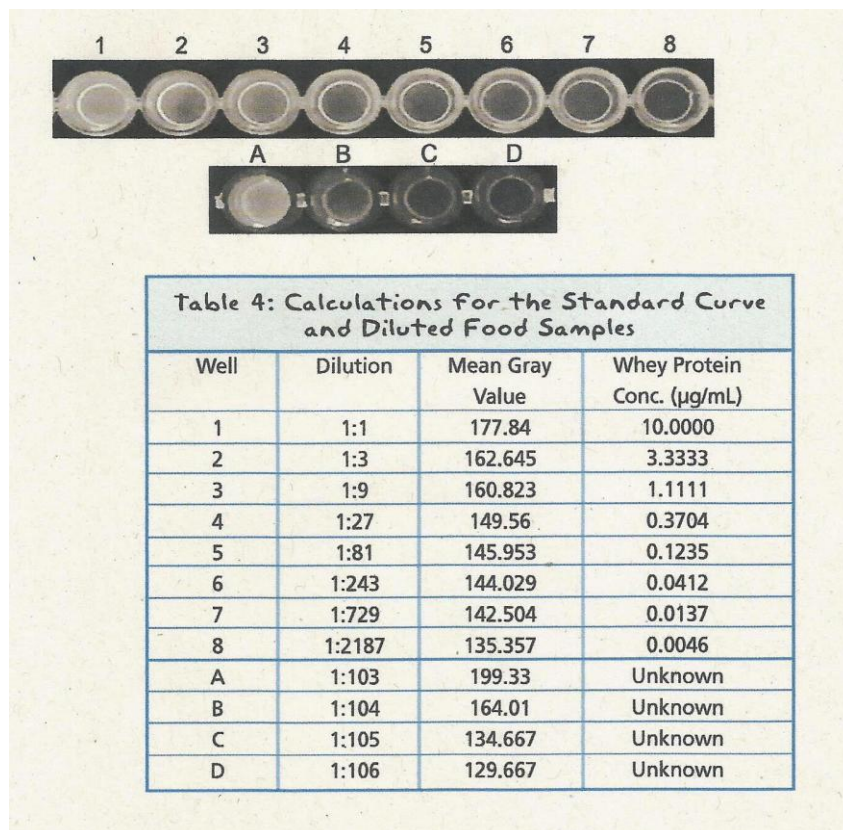 1 2 3 4 5 6 7 8
A B C D
Table 4: Calculations for the Standard Curve
and Diluted Food Samples
Well Dilution Mean Gray Whey Protein
Value Conc. (µg/mL)
1 1:1 177.84 10.0000
2 1:3 162.645 3.3333
3 1:9 160.823 1.1111
4 1:27 149.56 0.3704
5 1:81 145.953 0.1235
6 1:243 144.029 0.0412
7 1:729 142.504 0.0137
8 1:2187 135.357 0.0046
A 1:103 199.33 Unknown
B 1:104 164.01 Unknown
C 1:105 134.667 Unknown
D 1:106 129.667 Unknown